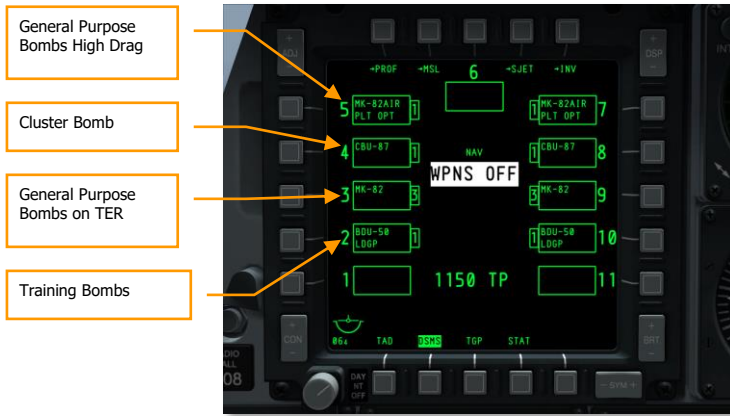 General Purpose
Bombs High Drag
Cluster Bomb
General Purpose
Bombs on TER
Training Bombs
ADJ
DSP
→PROF →MSL 6 →SJET →INV
5 MK-82AIR 1
PLT OPT
1 MK-82AIR 7
PLT OPT
4 CBU-87 1
NAV
1 CBU-87 8
WPNS OFF
3 MK-82 3
3 MK-82 9
2 BDU-50 1
LDGP
1 BDU-50 10
LDGP
1 1150 TP 11
CON
BRT
TAD DSMS TGP STAT
DAY
NT
OFF
- SYM +
08